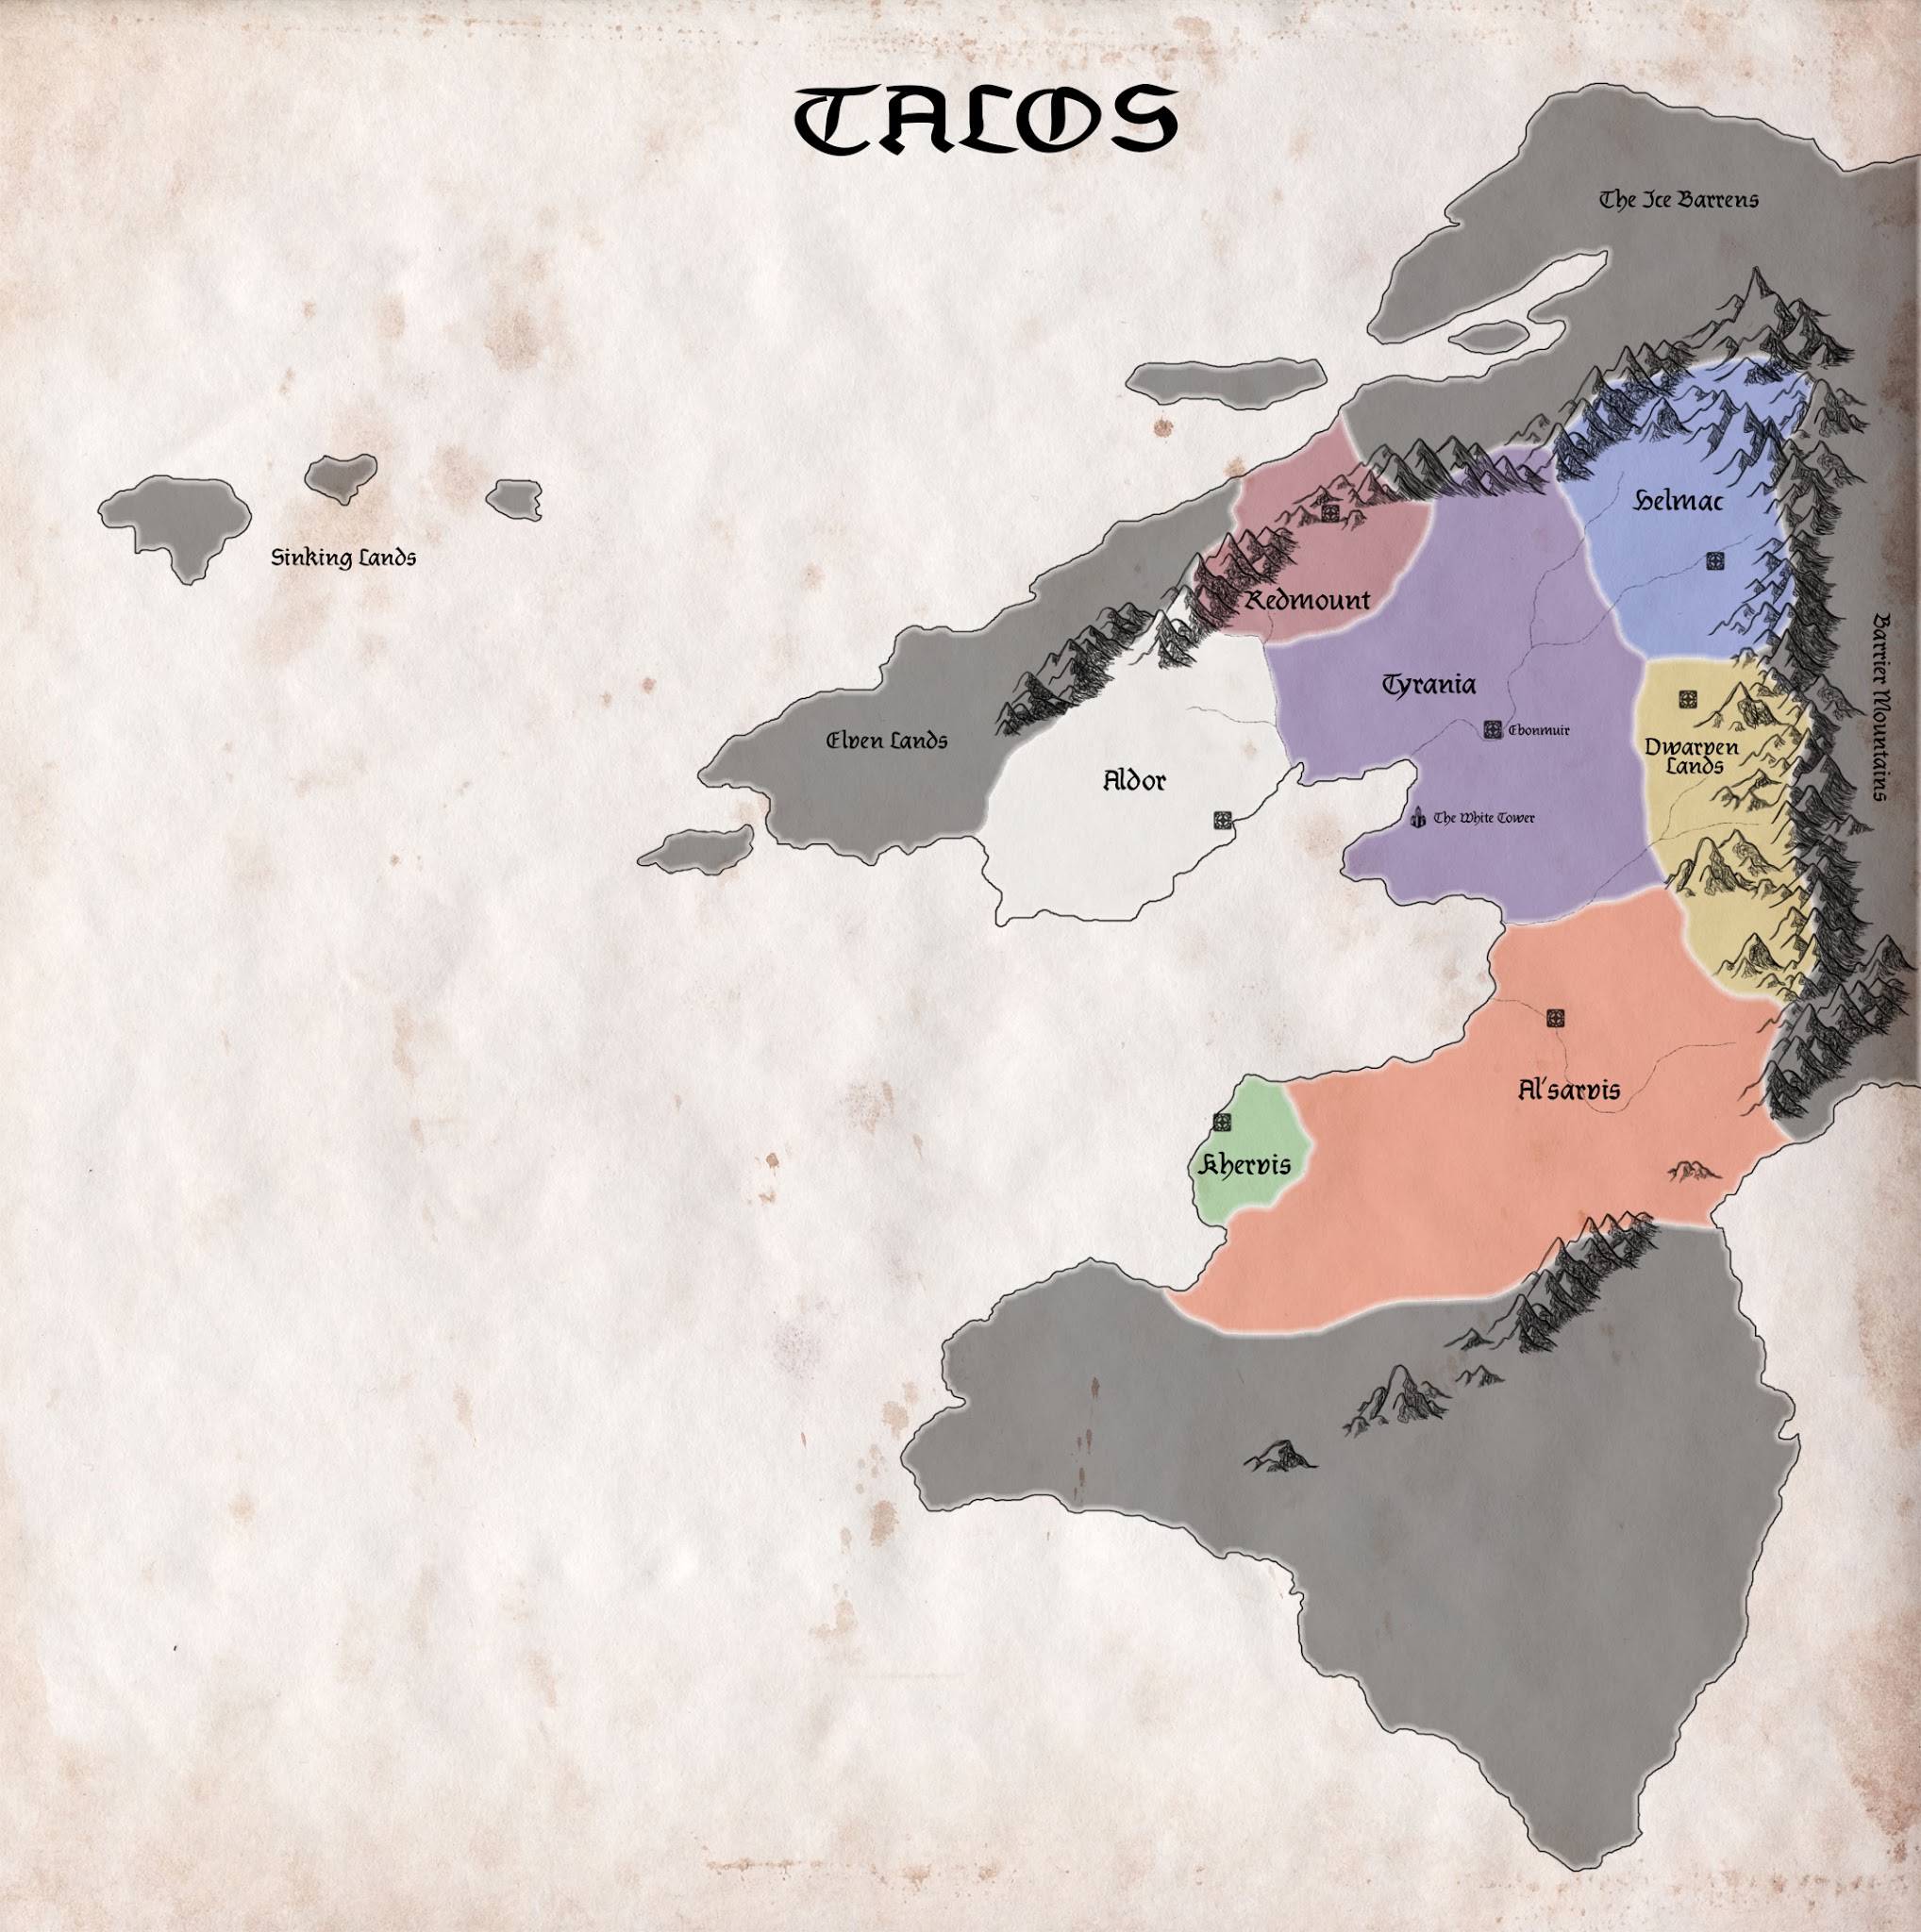 TALOS
The Ice Barrens
Helmac
Sinking Lands
Redmount
Barrier Mountains
Tyrania
Ebonmuir
Elven Lands
Dwarven
Lands
Aldor
The White Tower
Al'sarvis
Khervis